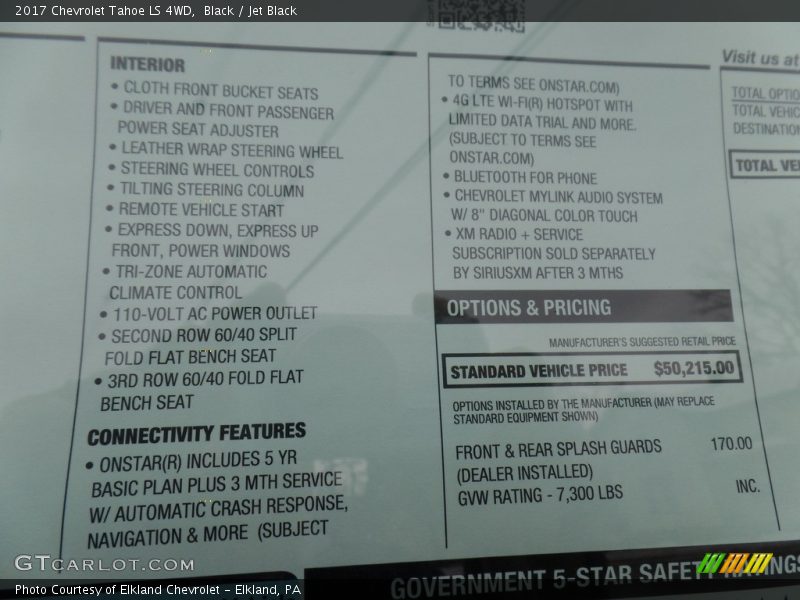 2017 Chevrolet Tahoe LS 4WD, Black / Jet Black
INTERIOR
• CLOTH FRONT BUCKET SEATS
• DRIVER AND FRONT PASSENGER
POWER SEAT ADJUSTER
• LEATHER WRAP STEERING WHEEL
• STEERING WHEEL CONTROLS
• TILTING STEERING COLUMN
• REMOTE VEHICLE START
• EXPRESS DOWN, EXPRESS UP
FRONT, POWER WINDOWS
• TRI-ZONE AUTOMATIC
CLIMATE CONTROL
• 110-VOLT AC POWER OUTLET
• SECOND ROW 60/40 SPLIT
FOLD FLAT BENCH SEAT
• 3RD ROW 60/40 FOLD FLAT
BENCH SEAT
CONNECTIVITY FEATURES
• ONSTAR(R) INCLUDES 5 YR
BASIC PLAN PLUS 3 MTH SERVICE
W/ AUTOMATIC CRASH RESPONSE,
NAVIGATION & MORE (SUBJECT
TO TERMS SEE ONSTAR.COM)
• 4G LTE WI-FI(R) HOTSPOT WITH
LIMITED DATA TRIAL AND MORE.
(SUBJECT TO TERMS SEE
ONSTAR.COM)
• BLUETOOTH FOR PHONE
• CHEVROLET MYLINK AUDIO SYSTEM
W/ 8" DIAGONAL COLOR TOUCH
• XM RADIO + SERVICE
SUBSCRIPTION SOLD SEPARATELY
BY SIRIUSXM AFTER 3 MTHS
OPTIONS & PRICING
MANUFACTURER'S SUGGESTED RETAIL PRICE
STANDARD VEHICLE PRICE $50,215.00
OPTIONS INSTALLED BY THE MANUFACTURER (MAY REPLACE
STANDARD EQUIPMENT SHOWN)
FRONT & REAR SPLASH GUARDS 170.00
(DEALER INSTALLED)
GVW RATING - 7,300 LBS INC.
Visit us at
TOTAL OPTIO
TOTAL VEHIC
DESTINATION
TOTAL VEH
GOVERNMENT 5-STAR SAFETY RATINGS
GTCARLOT.COM
Photo Courtesy of Elkland Chevrolet - Elkland, PA